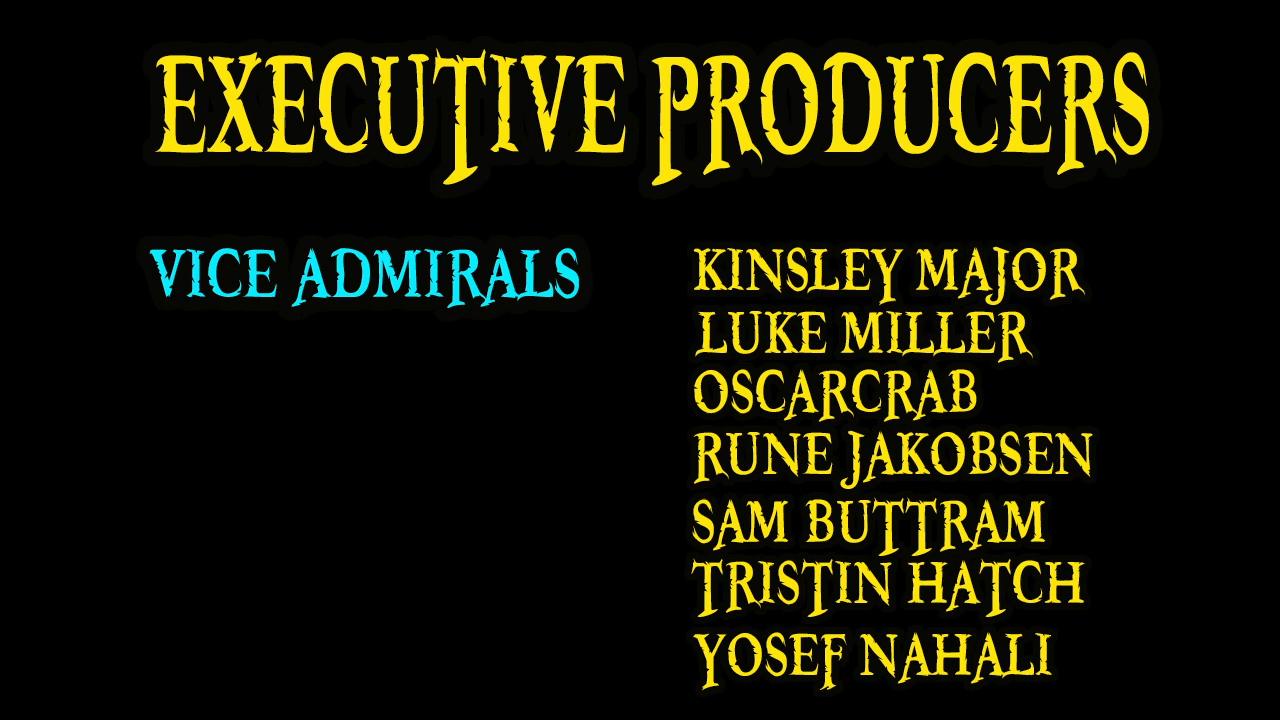 EXECUTIVE PRODUCERS
VICE ADMIRALS
KINSLEY MAJOR
LUKE MILLER
OSCARCRAB
RUNE JAKOBSEN
SAM BUTTRAM
TRISTIN HATCH
YOSEF NAHALI